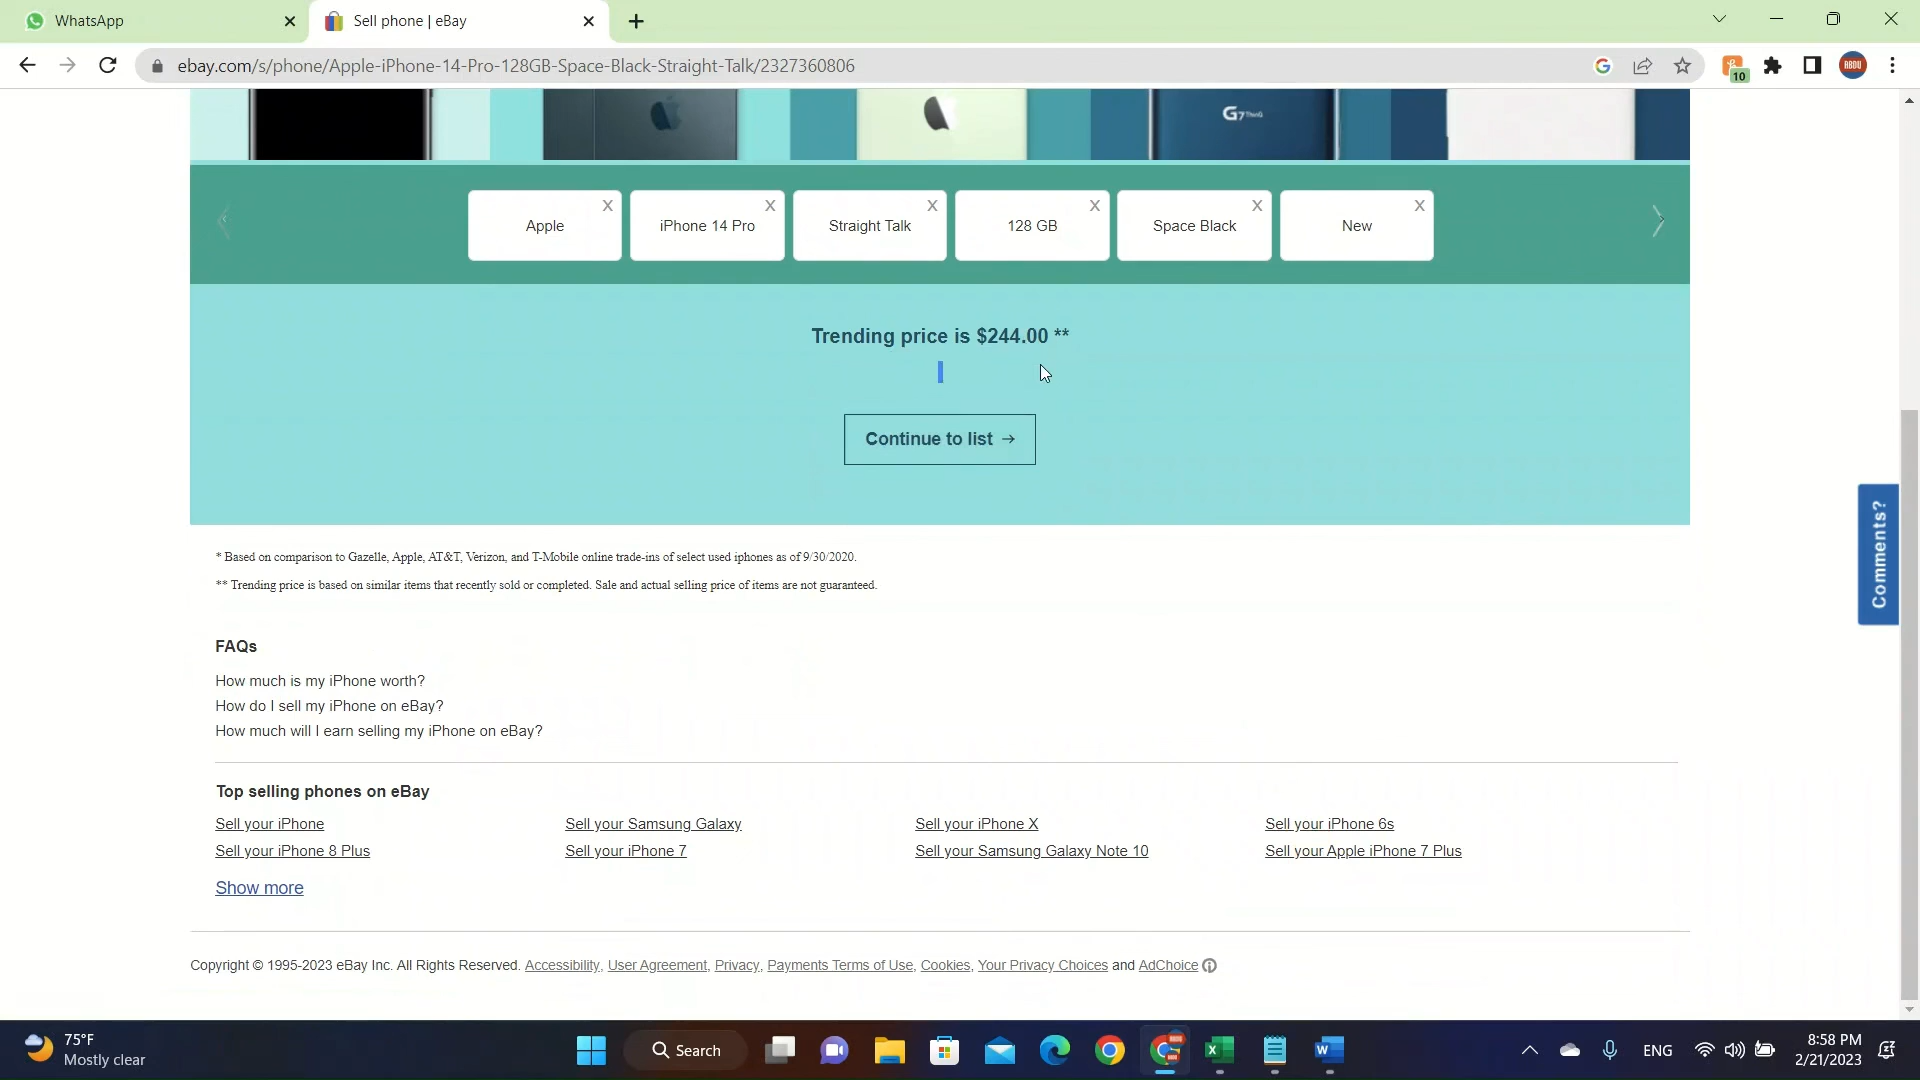 WhatsApp
Sell phone | eBay
ebay.com/s/phone/Apple-iPhone-14-Pro-128GB-Space-Black-Straight-Talk/2327360806
10
ABDU
G7 ThinQ
Apple X
iPhone 14 Pro X
Straight Talk X
128 GB X
Space Black X
New X
Trending price is $244.00 **
Continue to list →
Comments?
* Based on comparison to Gazelle, Apple, AT&T, Verizon, and T-Mobile online trade-ins of select used iphones as of 9/30/2020.
** Trending price is based on similar items that recently sold or completed. Sale and actual selling price of items are not guaranteed.
FAQs
How much is my iPhone worth?
How do I sell my iPhone on eBay?
How much will I earn selling my iPhone on eBay?
Top selling phones on eBay
Sell your iPhone Sell your Samsung Galaxy Sell your iPhone X Sell your iPhone 6s
Sell your iPhone 8 Plus Sell your iPhone 7 Sell your Samsung Galaxy Note 10 Sell your Apple iPhone 7 Plus
Show more
Copyright © 1995-2023 eBay Inc. All Rights Reserved. Accessibility, User Agreement, Privacy, Payments Terms of Use, Cookies, Your Privacy Choices and AdChoice
75°F
Mostly clear
Search
ENG
8:58 PM
2/21/2023